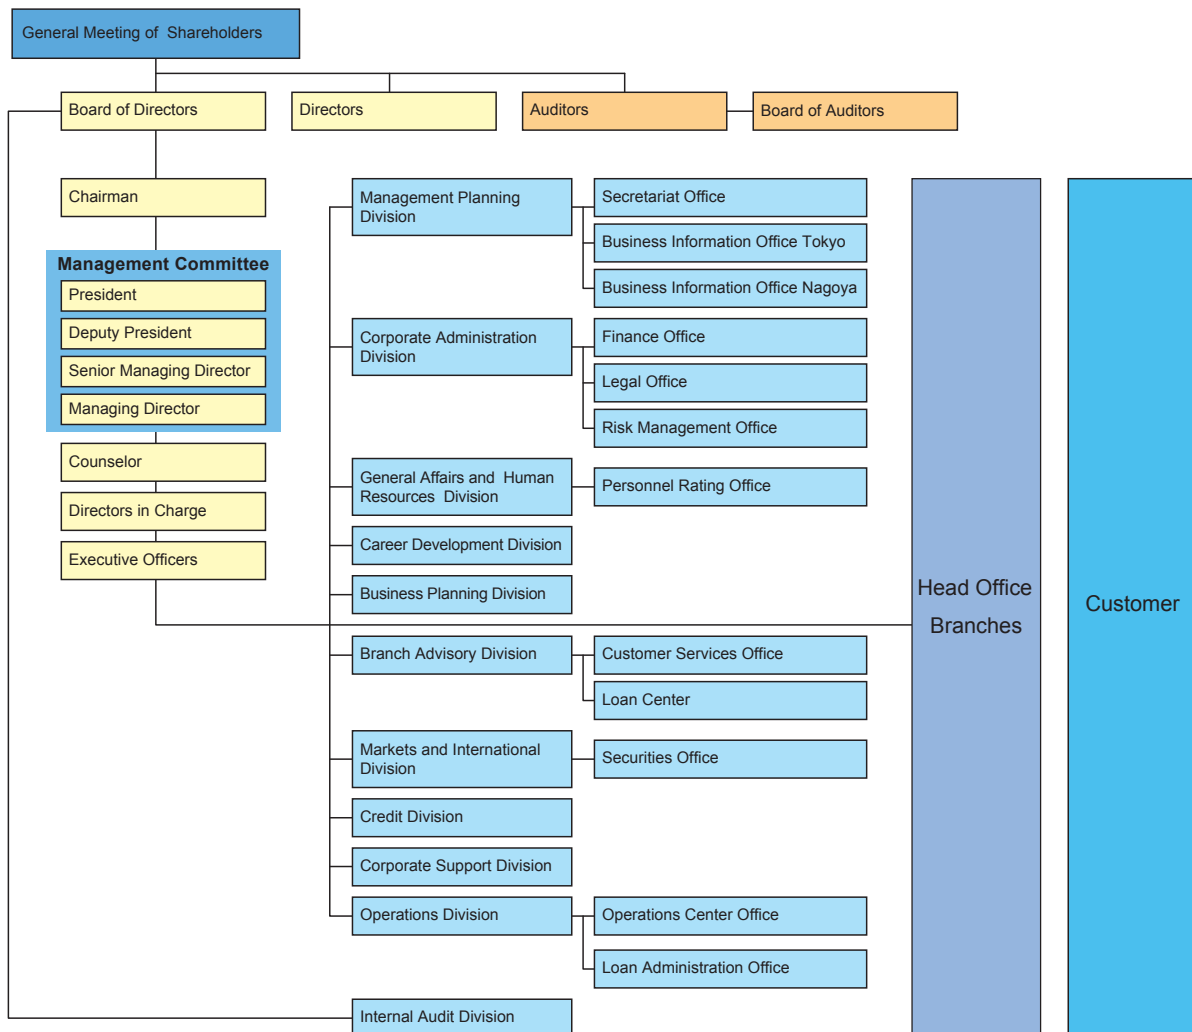 General Meeting of Shareholders
Board of Directors
Directors
Auditors
Board of Auditors
Chairman
Management Committee
President
Deputy President
Senior Managing Director
Managing Director
Counselor
Directors in Charge
Executive Officers
Management Planning
Division
Secretariat Office
Business Information Office Tokyo
Business Information Office Nagoya
Corporate Administration
Division
Finance Office
Legal Office
Risk Management Office
General Affairs and Human
Resources Division
Personnel Rating Office
Career Development Division
Business Planning Division
Branch Advisory Division
Customer Services Office
Loan Center
Markets and International
Division
Securities Office
Credit Division
Corporate Support Division
Operations Division
Operations Center Office
Loan Administration Office
Internal Audit Division
Head Office
Branches
Customer